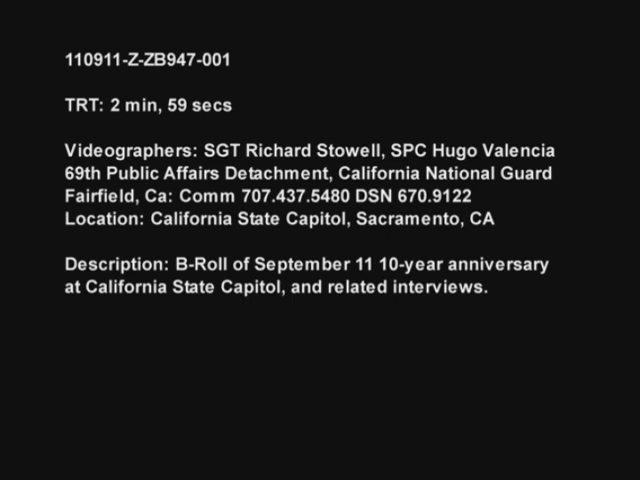 110911-Z-ZB947-001
TRT: 2 min, 59 secs
Videographers: SGT Richard Stowell, SPC Hugo Valencia
69th Public Affairs Detachment, California National Guard
Fairfield, Ca: Comm 707.437.5480 DSN 670.9122
Location: California State Capitol, Sacramento, CA
Description: B-Roll of September 11 10-year anniversary
at California State Capitol, and related interviews.